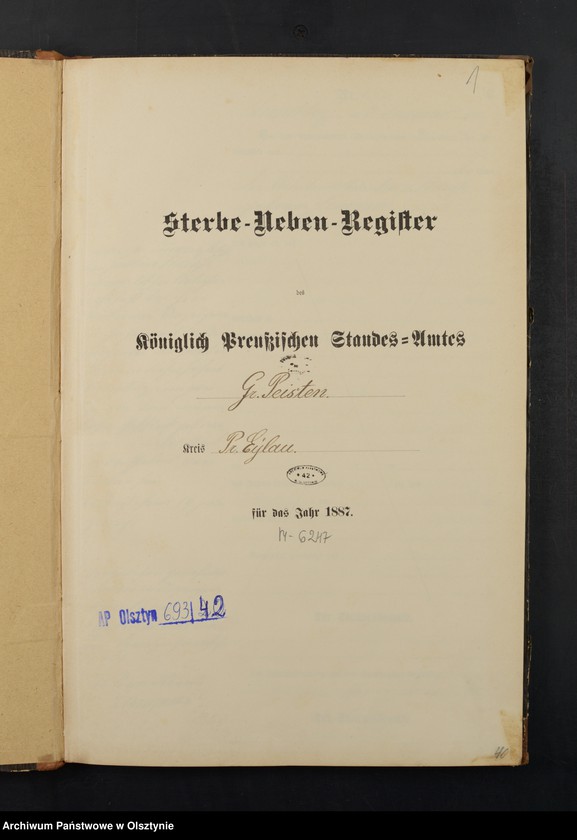 1
Sterbe-Neben-Register
des
Königlich Preußischen Standes-Amtes
Gr. Peisten.
Kreis Pr. Eylau.
42
für das Jahr 1887.
M-6247
AP Olsztyn 693/42
Archiwum Państwowe w Olsztynie